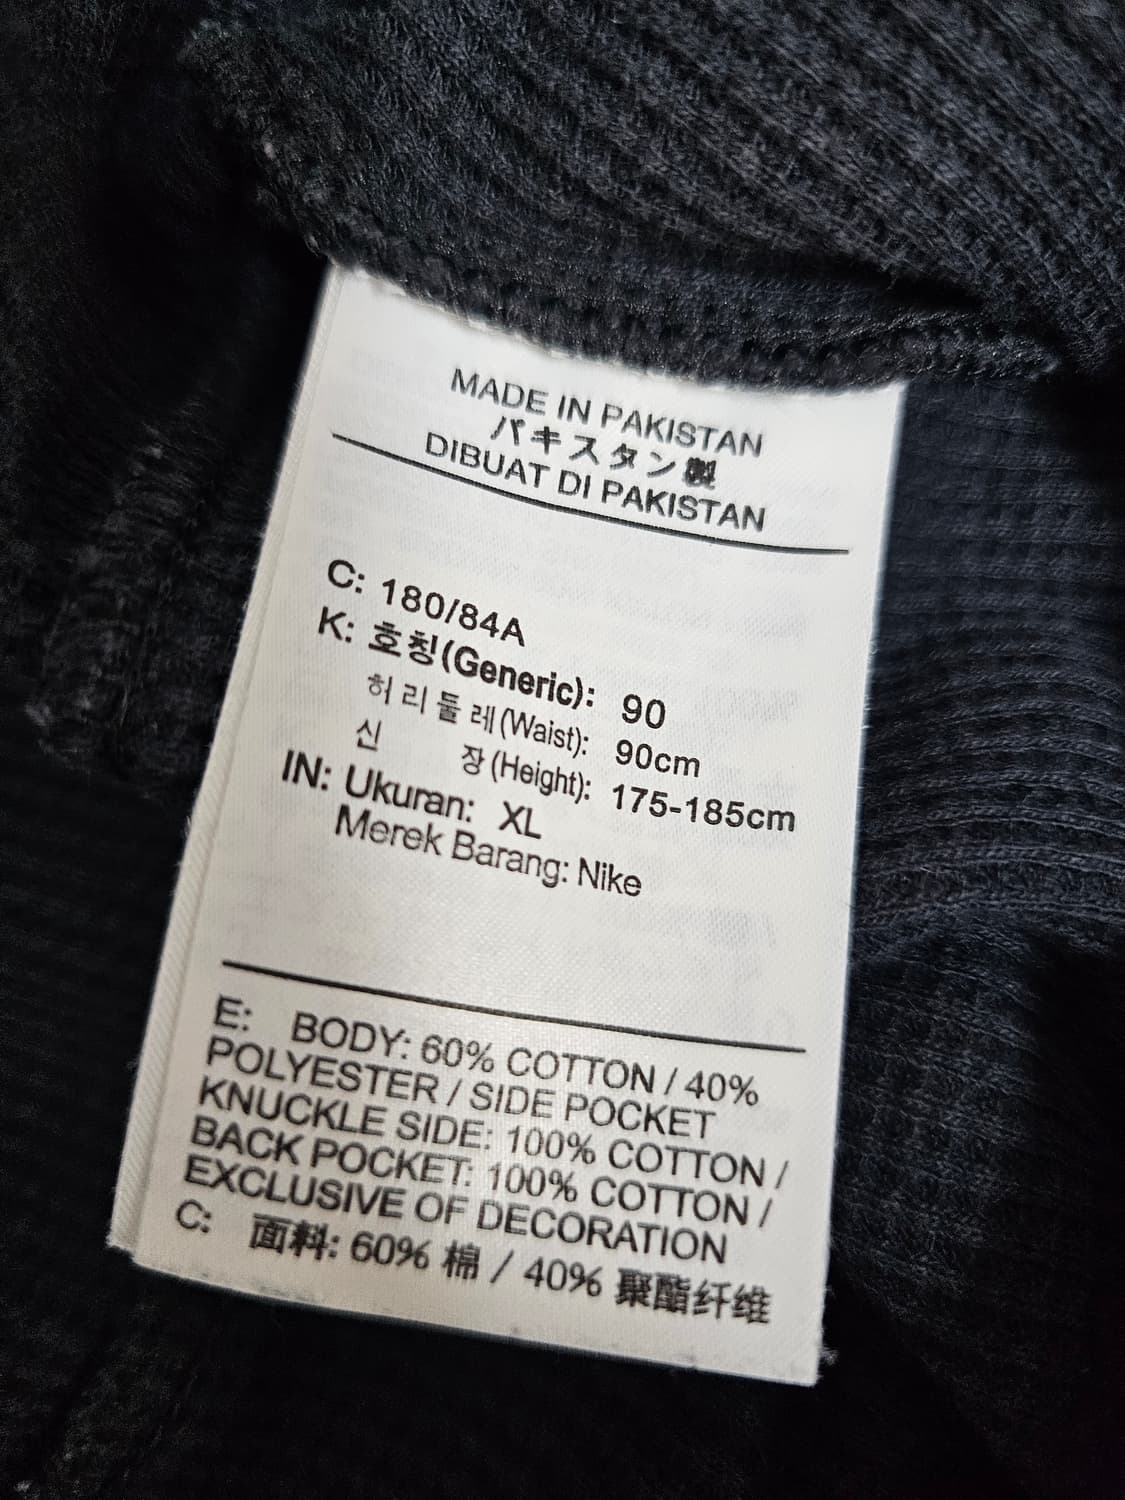 MADE IN PAKISTAN
パキスタン製
DIBUAT DI PAKISTAN
C: 180/84A
K: 호칭(Generic): 90
허리둘레(Waist): 90cm
신 장(Height): 175-185cm
IN: Ukuran: XL
Merek Barang: Nike
E: BODY: 60% COTTON / 40%
POLYESTER / SIDE POCKET
KNUCKLE SIDE: 100% COTTON /
BACK POCKET: 100% COTTON /
EXCLUSIVE OF DECORATION
C: 面料: 60% 棉 / 40% 聚酯纤维